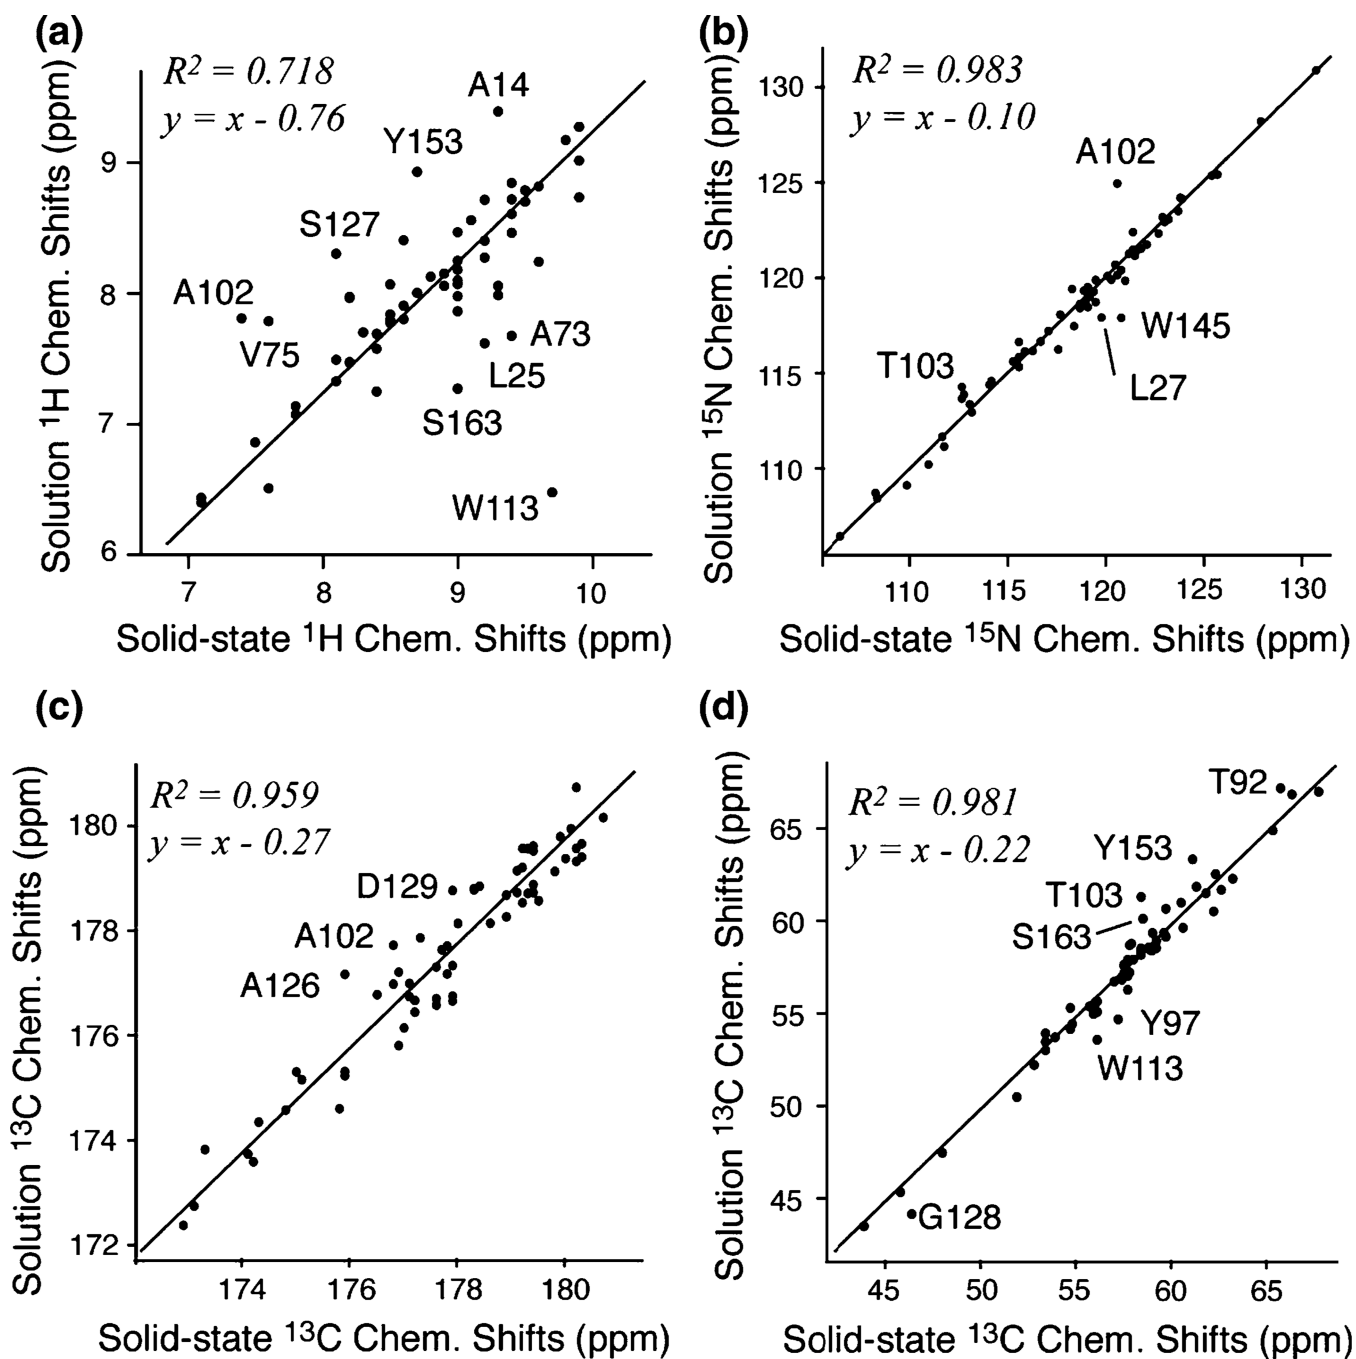 (a)
R² = 0.718
y = x - 0.76
A14
Y153
S127
A102
V75
A73
L25
S163
W113
9
8
7
6
7 8 9 10
Solution ¹H Chem. Shifts (ppm)
Solid-state ¹H Chem. Shifts (ppm)
(b)
R² = 0.983
y = x - 0.10
A102
W145
T103
L27
130
125
120
115
110
110 115 120 125 130
Solution ¹⁵N Chem. Shifts (ppm)
Solid-state ¹⁵N Chem. Shifts (ppm)
(c)
R² = 0.959
y = x - 0.27
D129
A102
A126
180
178
176
174
172
174 176 178 180
Solution ¹³C Chem. Shifts (ppm)
Solid-state ¹³C Chem. Shifts (ppm)
(d)
R² = 0.981
y = x - 0.22
T92
Y153
T103
S163
Y97
W113
G128
65
60
55
50
45
45 50 55 60 65
Solution ¹³C Chem. Shifts (ppm)
Solid-state ¹³C Chem. Shifts (ppm)